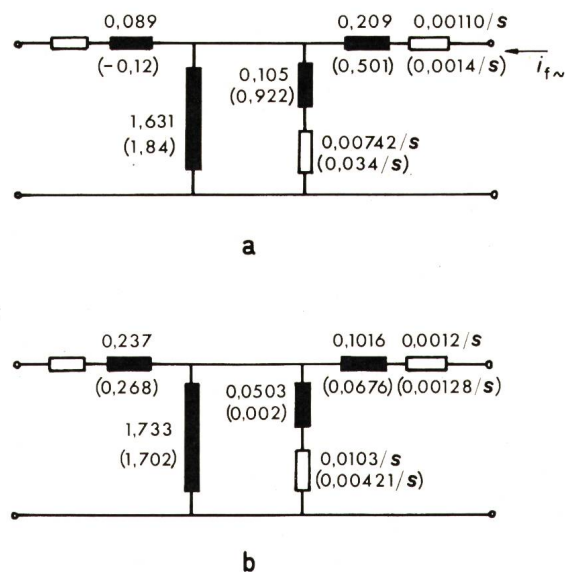 0,089
(-0,12)
0,209
0,00110/s
(0,501)
(0,0014/s)
i f~
0,105
(0,922)
1,631
(1,84)
0,00742/s
(0,034/s)
a
0,237
(0,268)
0,1016
0,0012/s
(0,0676)
(0,00128/s)
0,0503
(0,002)
1,733
(1,702)
0,0103/s
(0,00421/s)
b